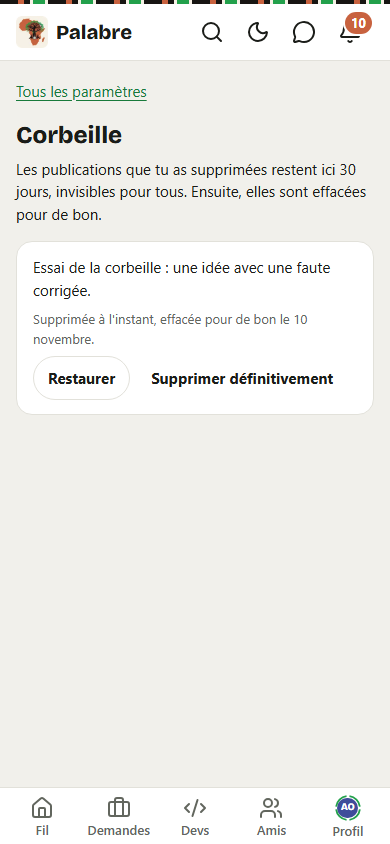 Palabre
10
Tous les paramètres
Corbeille
Les publications que tu as supprimées restent ici 30
jours, invisibles pour tous. Ensuite, elles sont effacées
pour de bon.
Essai de la corbeille : une idée avec une faute
corrigée.
Supprimée à l'instant, effacée pour de bon le 10
novembre.
Restaurer
Supprimer définitivement
AO
Fil
Demandes
Devs
Amis
Profil